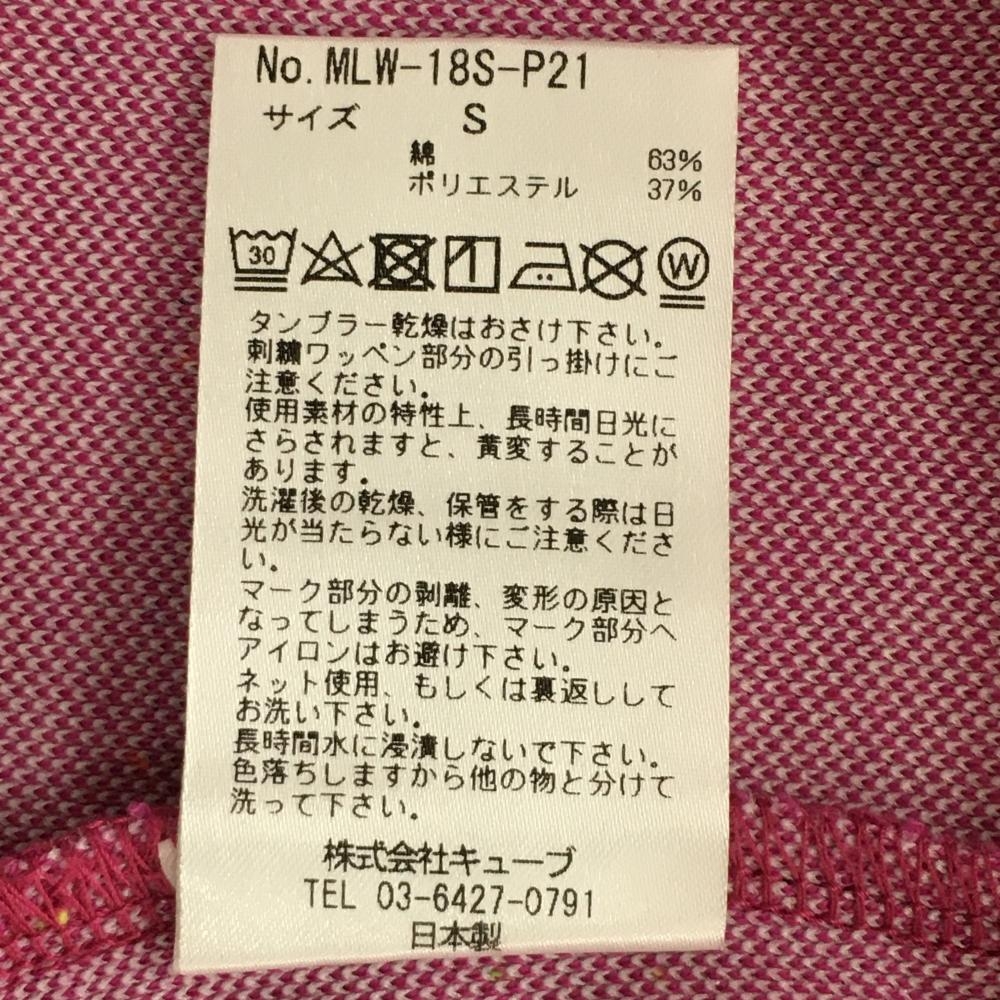 No. MLW-18S-P21
サイズ S
綿 63%
ポリエステル 37%
30 W
タンブラー乾燥はおさけ下さい。
刺繍ワッペン部分の引っ掛けにご
注意ください。
使用素材の特性上、長時間日光に
さらされますと、黄変することが
あります。
洗濯後の乾燥、保管をする際は日
光が当たらない様にご注意くださ
い。
マーク部分の剥離、変形の原因と
なってしまうため、マーク部分へ
アイロンはお避け下さい。
ネット使用、もしくは裏返しして
お洗い下さい。
長時間水に浸漬しないで下さい。
色落ちしますから他の物と分けて
洗って下さい。
株式会社キューブ
TEL 03-6427-0791
日本製